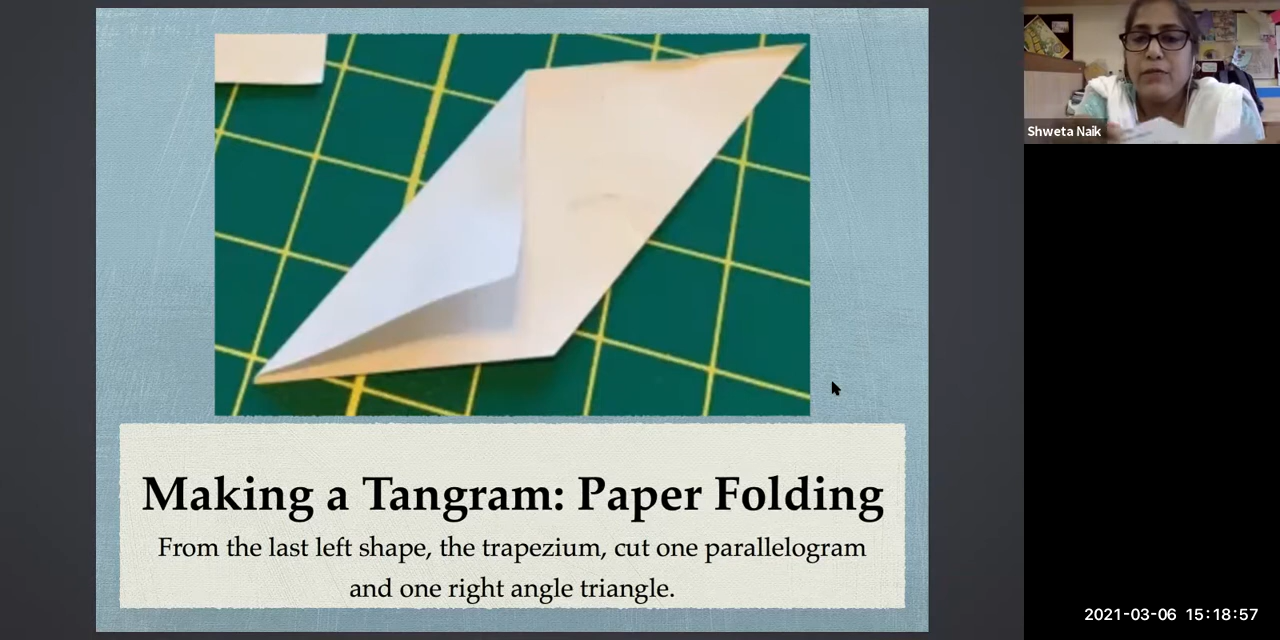 Shweta Naik
Making a Tangram: Paper Folding
From the last left shape, the trapezium, cut one parallelogram
and one right angle triangle.
2021-03-06 15:18:57